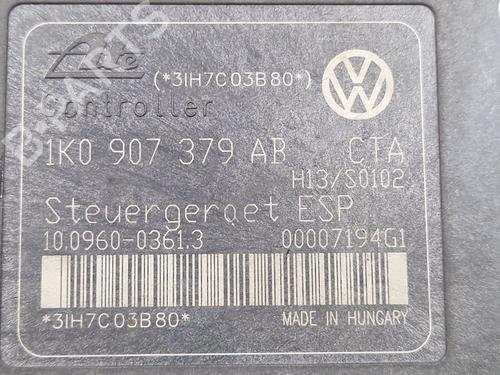 Ate (*3IH7C03B80*)
Controller
1K0 907 379 AB CTA
H13/S0102
Steuergeraet ESP
10.0960-0361.3 00007194G1
*3IH7C03B80* MADE IN HUNGARY
B-PARTS